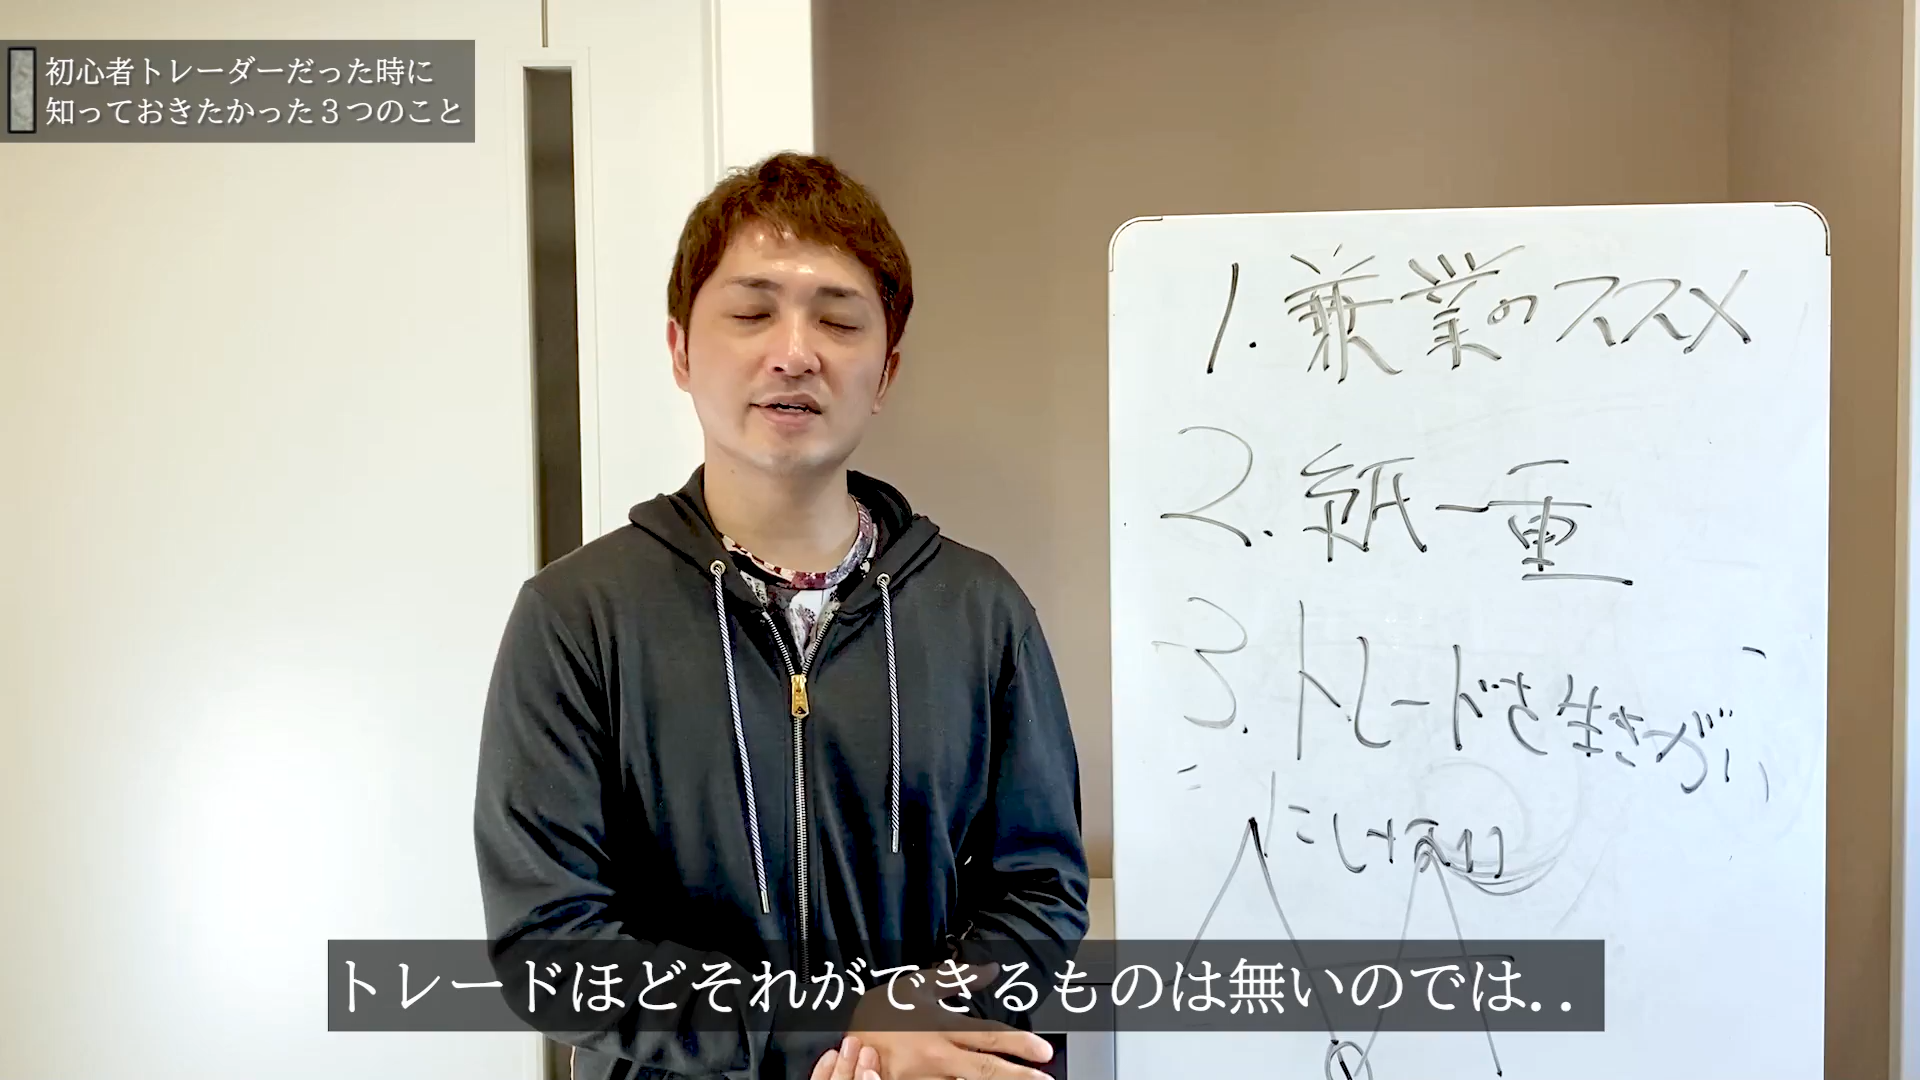 初心者トレーダーだった時に
知っておきたかった３つのこと
1. 兼業のススメ
2. 紙一重
3. トレードを生きがい
にしない
トレードほどそれができるものは無いのでは．．